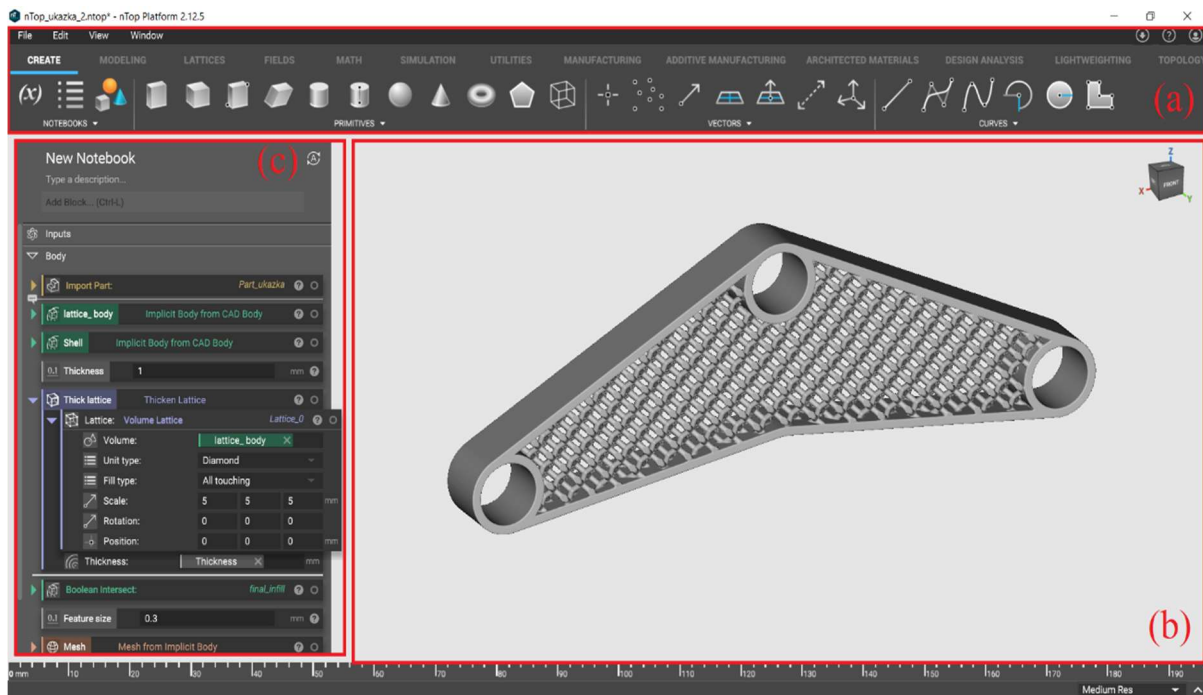 nTop_ukazka_2.ntop* - nTop Platform 2.12.5
File Edit View Window
CREATE MODELING LATTICES FIELDS MATH SIMULATION UTILITIES MANUFACTURING ADDITIVE MANUFACTURING ARCHITECTED MATERIALS DESIGN ANALYSIS LIGHTWEIGHTING TOPOLOGY
(x)
NOTEBOOKS PRIMITIVES VECTORS CURVES
(a)
New Notebook
(c)
Type a description...
Add Block... (Ctrl-L)
Inputs
Body
Import Part: Part_ukazka
lattice_body Implicit Body from CAD Body
Shell Implicit Body from CAD Body
0.1 Thickness 1 mm
Thick lattice Thicken Lattice
Lattice: Volume Lattice Lattice_0
Volume: lattice_body
Unit type: Diamond
Fill type: All touching
Scale: 5 5 5 mm
Rotation: 0 0 0
Position: 0 0 0 mm
Thickness: Thickness mm
Boolean Intersect: final_infill
0.1 Feature size 0.3 mm
Mesh Mesh from Implicit Body
Z
FRONT
X
Y
(b)
0 mm 10 20 30 40 50 60 70 80 90 100 110 120 130 140 150 160 170 180 190
Medium Res